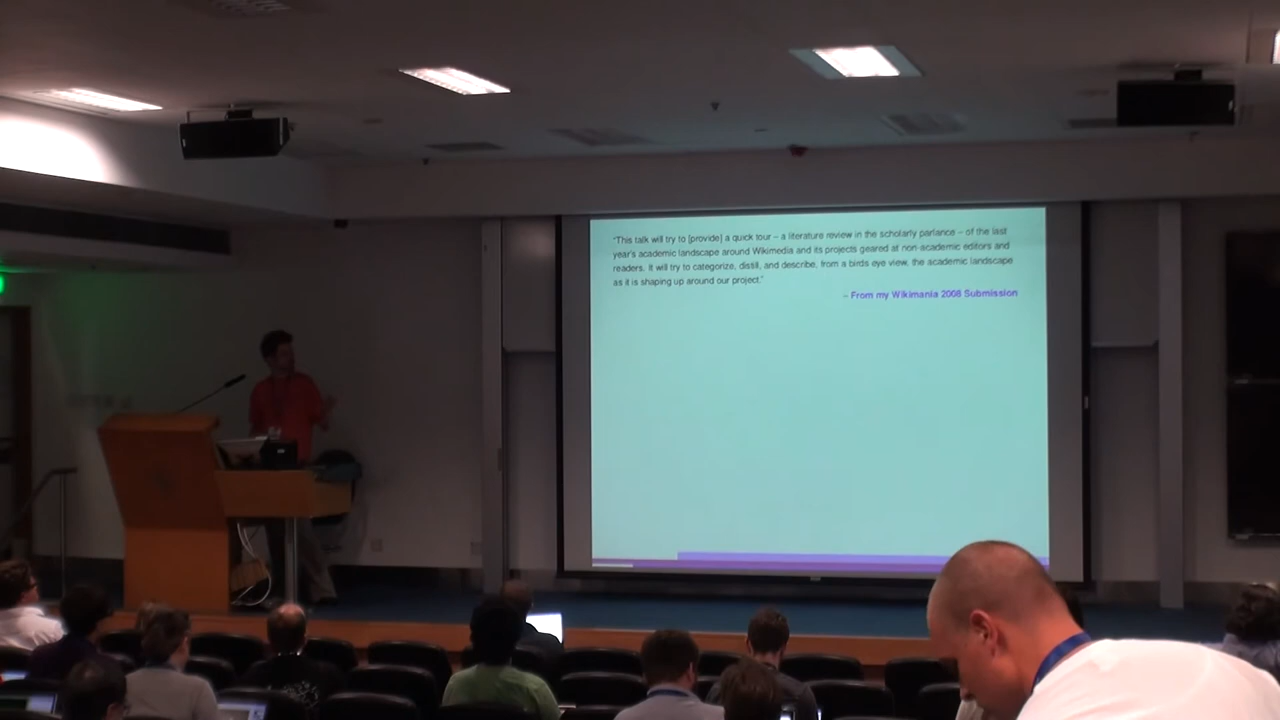 "This talk will try to [provide] a quick tour – a literature review in the scholarly parlance – of the last
year's academic landscape around Wikimedia and its projects geared at non-academic editors and
readers. It will try to categorize, distill, and describe, from a birds eye view, the academic landscape
as it is shaping up around our project."
– From my Wikimania 2008 Submission